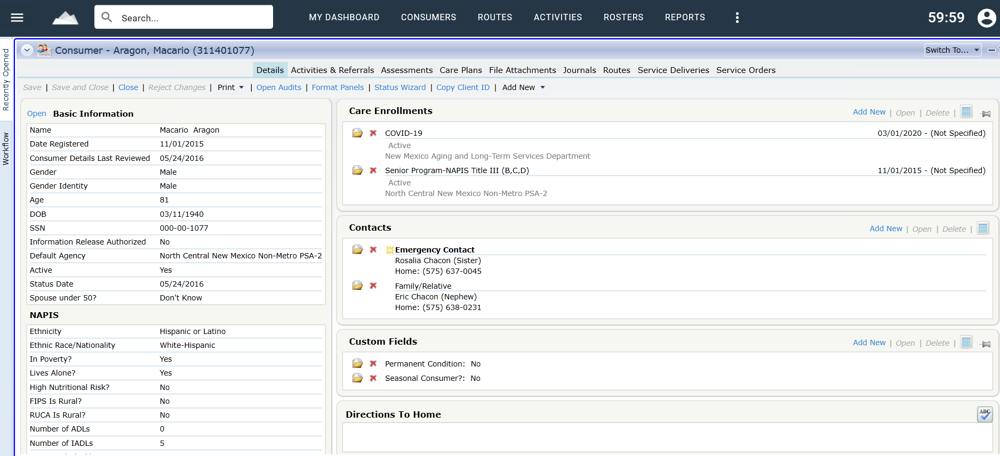 Search...
MY DASHBOARD CONSUMERS ROUTES ACTIVITIES ROSTERS REPORTS
59:59
Recently Opened
Workflow
Details
Consumer - Aragon, Macario (311401077)
Switch To...
Details Activities & Referrals Assessments Care Plans File Attachments Journals Routes Service Deliveries Service Orders
Save | Save and Close | Close | Reject Changes | Print | Open Audits | Format Panels | Status Wizard | Copy Client ID | Add New
Open Basic Information
Name Macario Aragon
Date Registered 11/01/2015
Consumer Details Last Reviewed 05/24/2016
Gender Male
Gender Identity Male
Age 81
DOB 03/11/1940
SSN 000-00-1077
Information Release Authorized No
Default Agency North Central New Mexico Non-Metro PSA-2
Active Yes
Status Date 05/24/2016
Spouse under 50? Don't Know
NAPIS
Ethnicity Hispanic or Latino
Ethnic Race/Nationality White-Hispanic
In Poverty? Yes
Lives Alone? Yes
High Nutritional Risk? No
FIPS Is Rural? No
RUCA Is Rural? No
Number of ADLs 0
Number of IADLs 5
Care Enrollments
Add New | Open | Delete |
COVID-19 03/01/2020 - (Not Specified)
Active
New Mexico Aging and Long-Term Services Department
Senior Program-NAPIS Title III (B,C,D) 11/01/2015 - (Not Specified)
Active
North Central New Mexico Non-Metro PSA-2
Contacts
Add New | Open | Delete |
Emergency Contact
Rosalia Chacon (Sister)
Home: (575) 637-0045
Family/Relative
Eric Chacon (Nephew)
Home: (575) 638-0231
Custom Fields
Add New | Open | Delete |
Permanent Condition: No
Seasonal Consumer?: No
Directions To Home
ABC